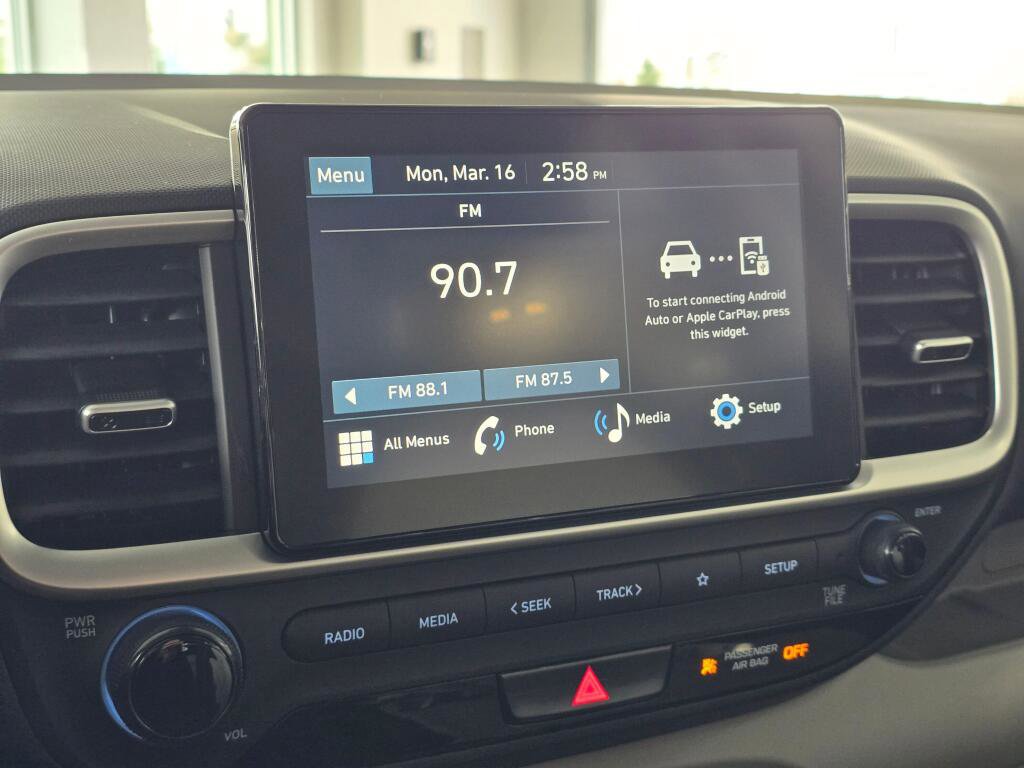 Menu Mon, Mar. 16 2:58 PM
FM
90.7
To start connecting Android
Auto or Apple CarPlay, press
this widget.
FM 88.1 FM 87.5
All Menus Phone Media Setup
PWR
PUSH
RADIO MEDIA < SEEK TRACK > SETUP
ENTER
TUNE
FILE
VOL
PASSENGER
AIR BAG
OFF